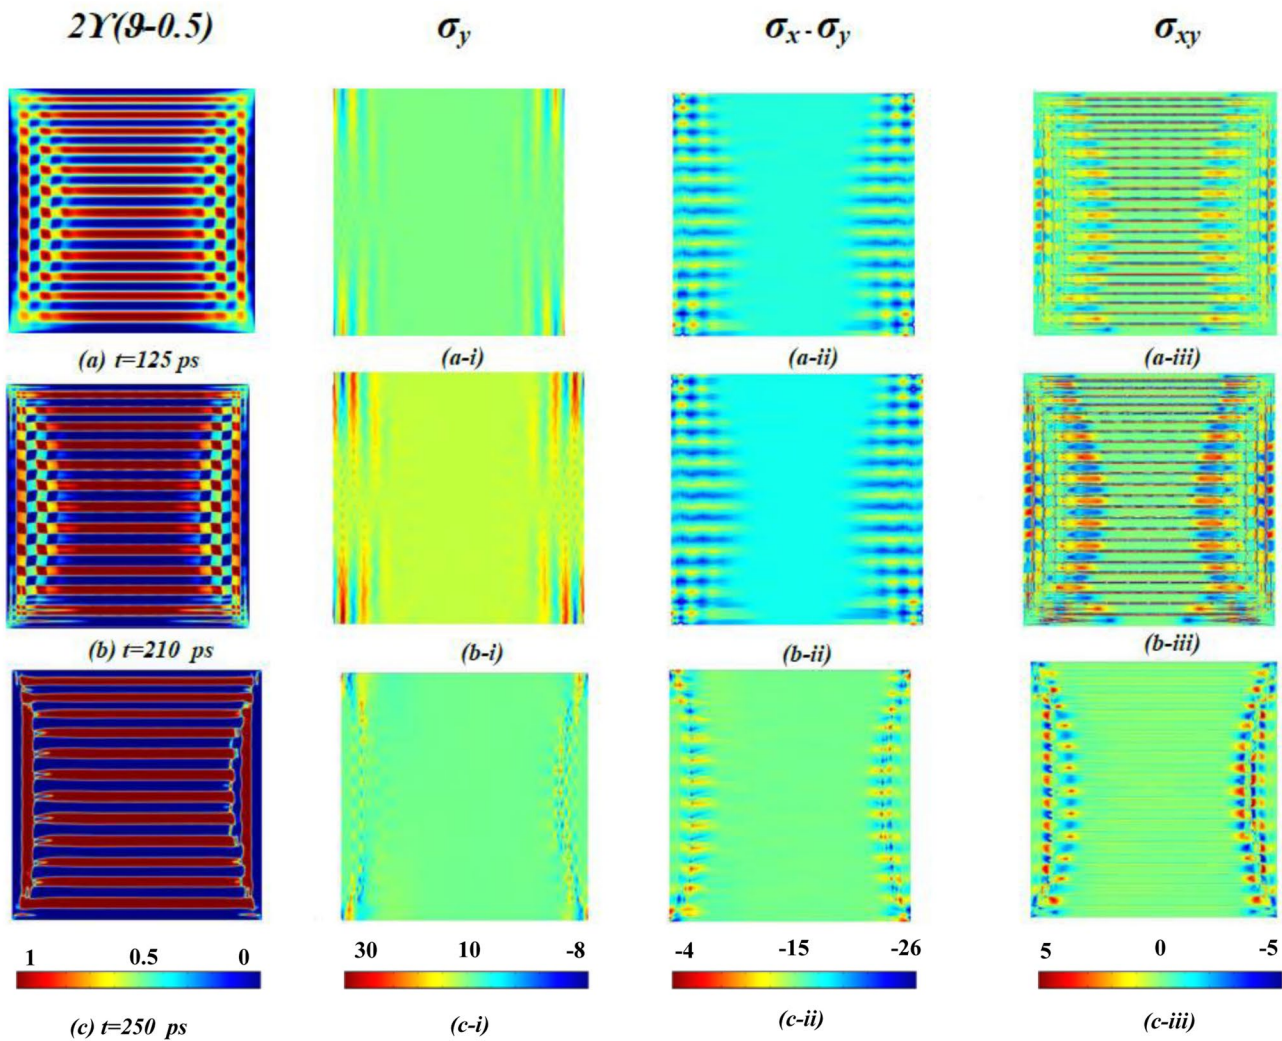 2Υ(ϑ-0.5) σy σx - σy σxy
(a) t=125 ps (a-i) (a-ii) (a-iii)
(b) t=210 ps (b-i) (b-ii) (b-iii)
1 0.5 0 30 10 -8 -4 -15 -26 5 0 -5
(c) t=250 ps (c-i) (c-ii) (c-iii)